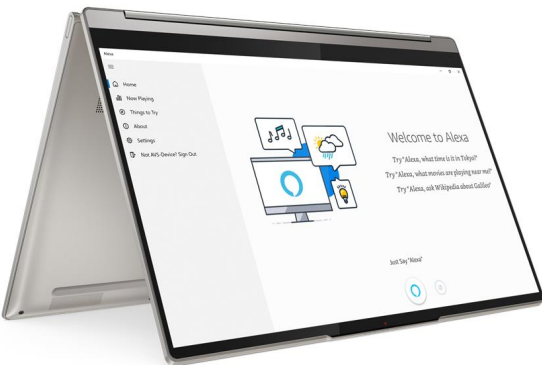 Alexa
Home
Now Playing
Things to Try
About
Settings
Not AVS-Device? Sign Out
Welcome to Alexa
Try "Alexa, what time is it in Tokyo?"
Try "Alexa, what movies are playing near me?"
Try "Alexa, ask Wikipedia about Galileo"
Just Say "Alexa"